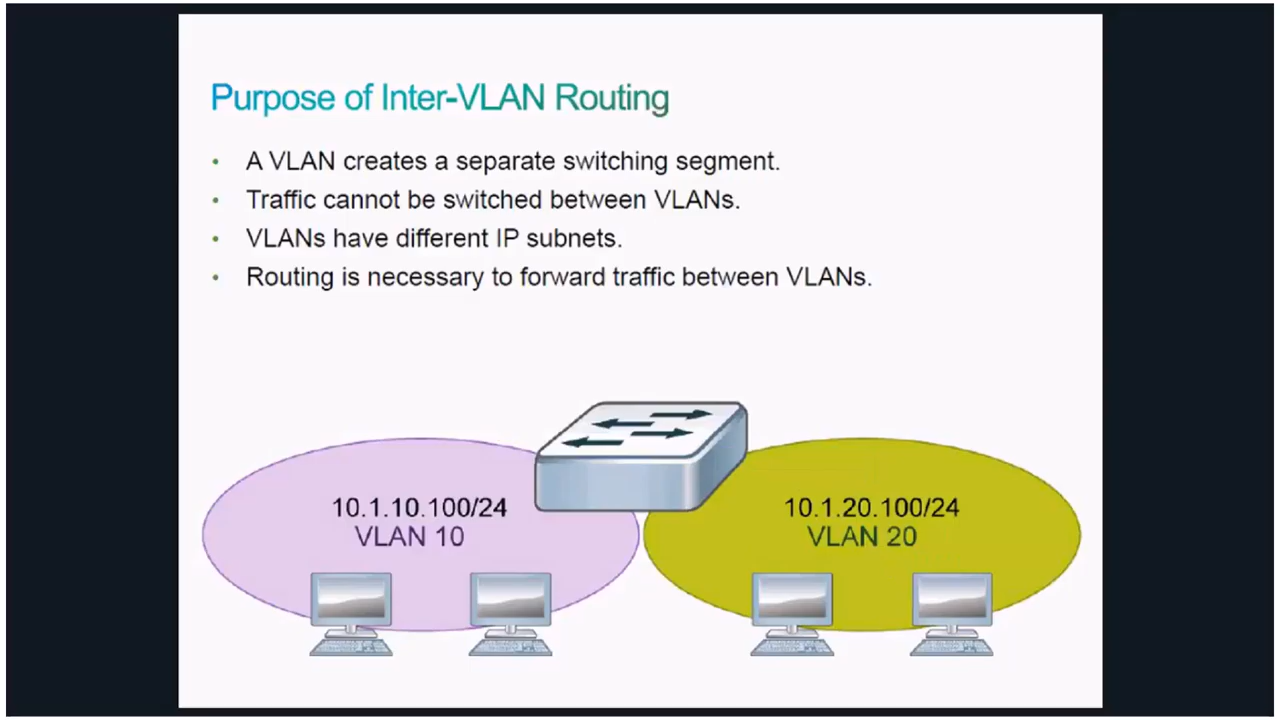 Purpose of Inter-VLAN Routing
• A VLAN creates a separate switching segment.
• Traffic cannot be switched between VLANs.
• VLANs have different IP subnets.
• Routing is necessary to forward traffic between VLANs.
10.1.10.100/24
VLAN 10
10.1.20.100/24
VLAN 20